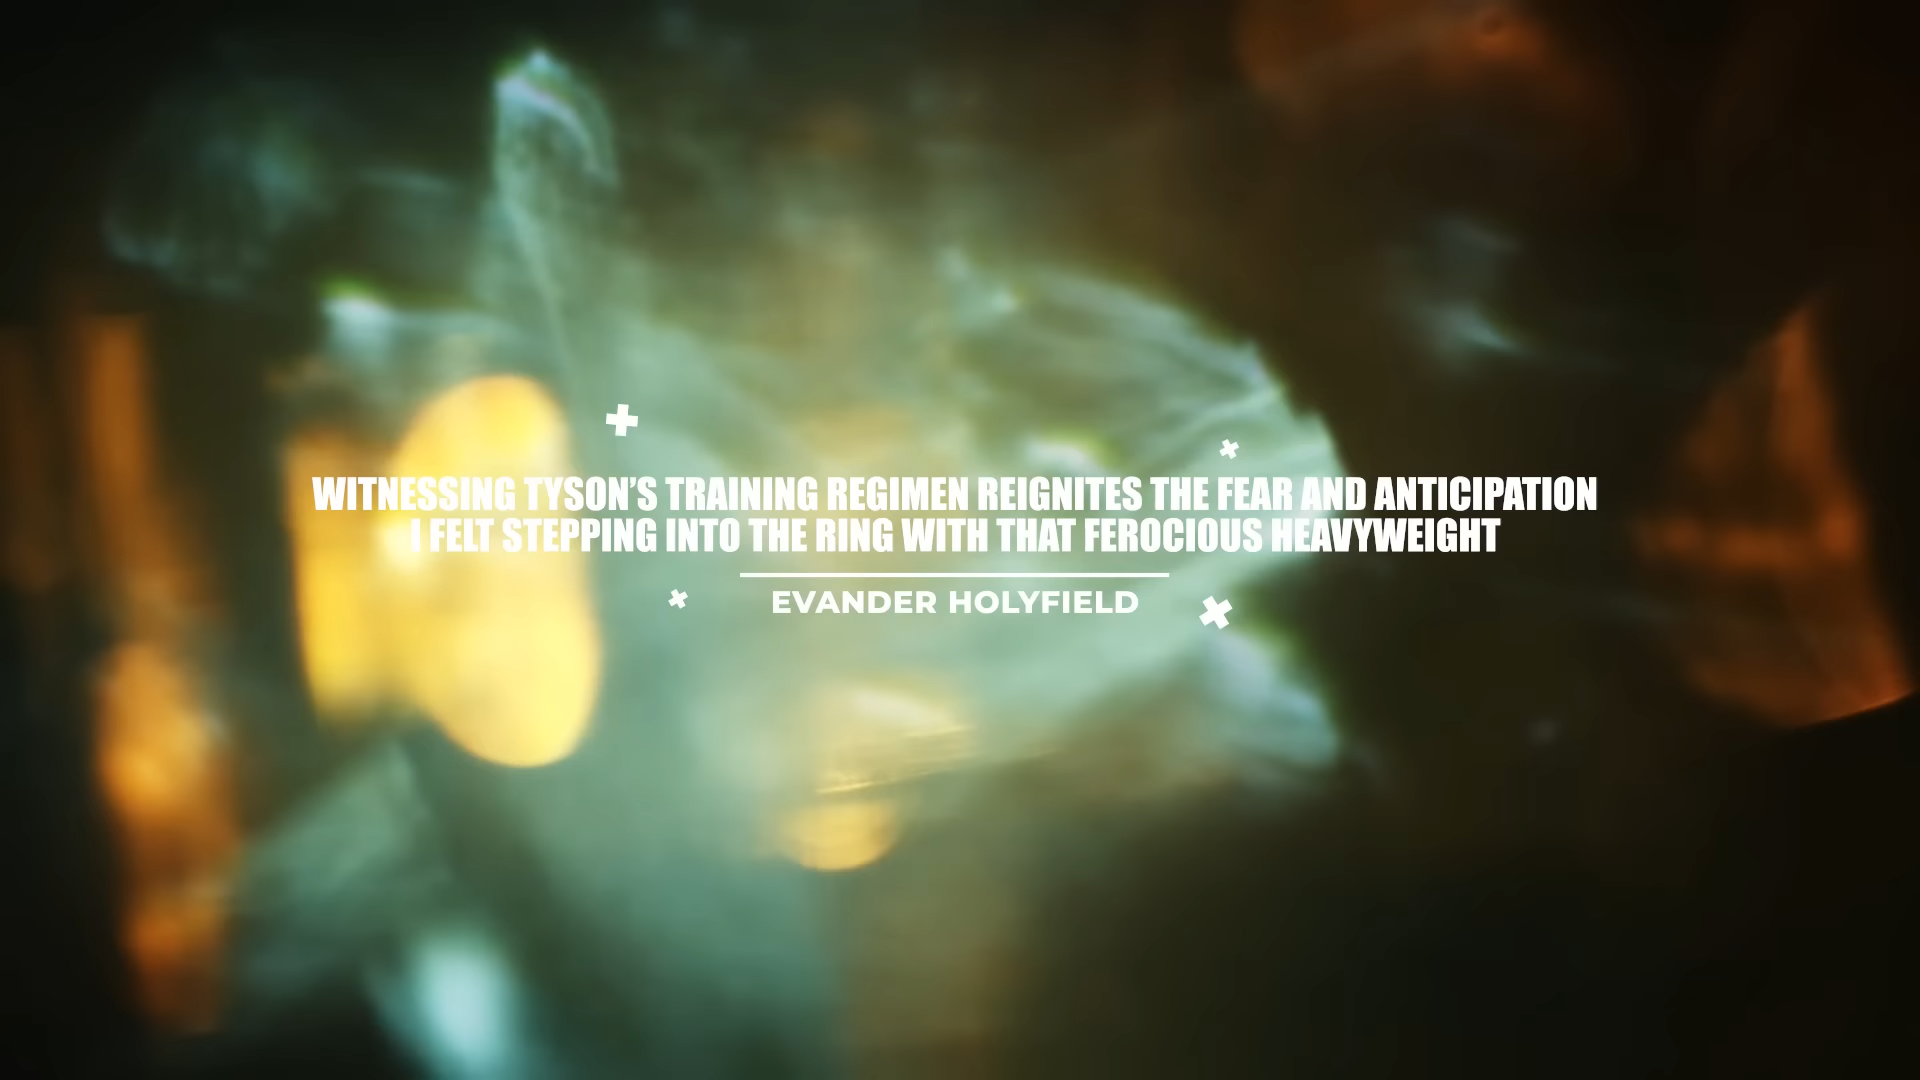 WITNESSING TYSON’S TRAINING REGIMEN REIGNITES THE FEAR AND ANTICIPATION
I FELT STEPPING INTO THE RING WITH THAT FEROCIOUS HEAVYWEIGHT
EVANDER HOLYFIELD